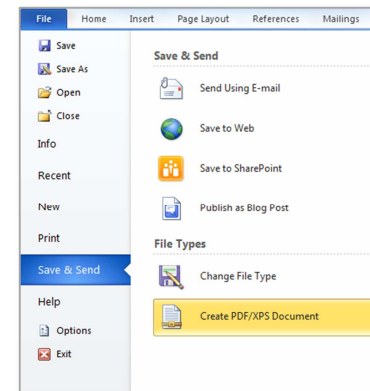 File Home Insert Page Layout References Mailings
Save
Save As
Open
Close
Info
Recent
New
Print
Save & Send
Help
Options
Exit
Save & Send
Send Using E-mail
Save to Web
Save to SharePoint
Publish as Blog Post
File Types
Change File Type
Create PDF/XPS Document